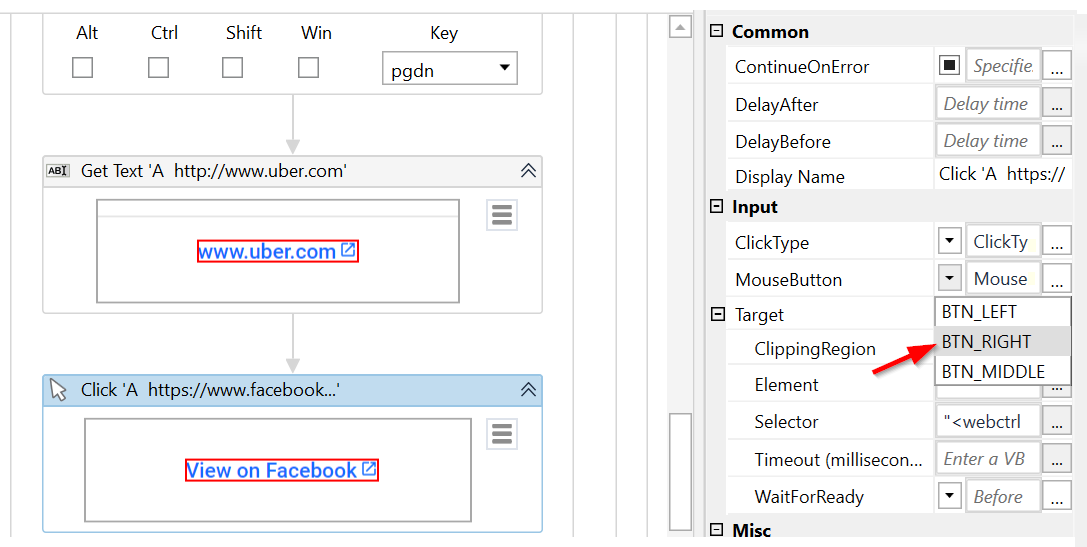 Alt Ctrl Shift Win Key
pgdn
Get Text 'A http://www.uber.com'
www.uber.com
Click 'A https://www.facebook...'
View on Facebook
Common
ContinueOnError Specifie. ...
DelayAfter Delay time ...
DelayBefore Delay time ...
Display Name Click 'A https://
Input
ClickType ClickTy ...
MouseButton Mouse ...
Target BTN_LEFT
ClippingRegion BTN_RIGHT
BTN_MIDDLE
Element ...
Selector "<webctrl ...
Timeout (millisecon... Enter a VB ...
WaitForReady Before ...
Misc